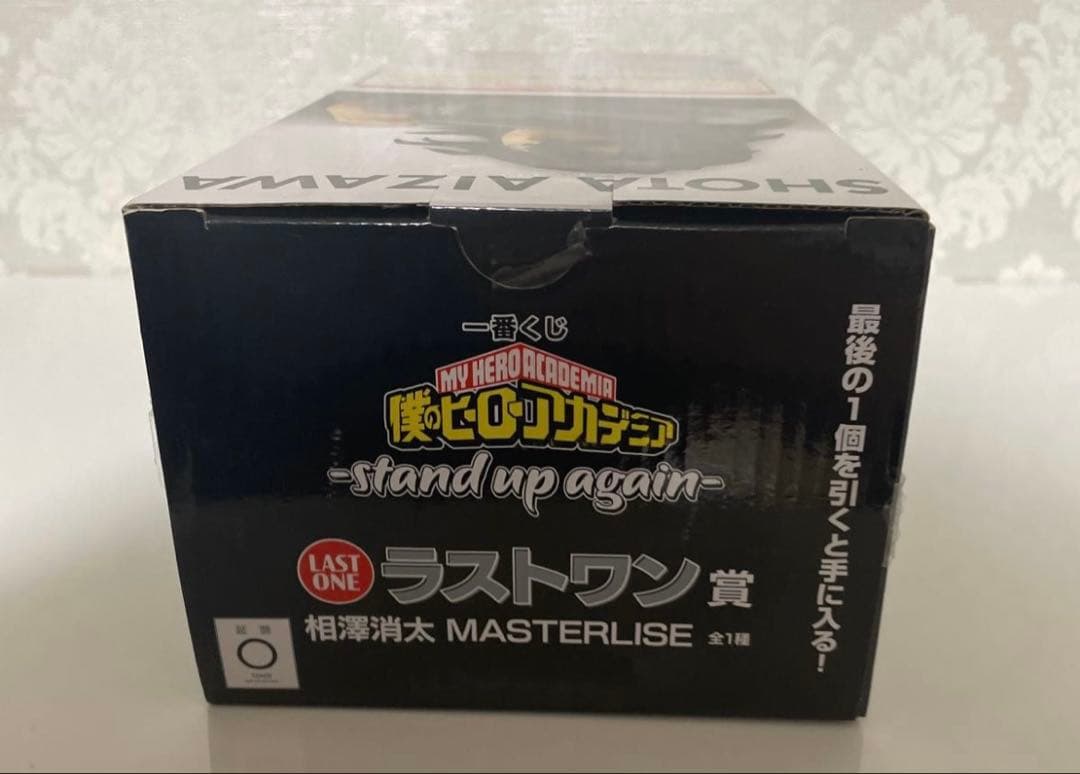 SHOTA AIZAWA
一番くじ
MY HERO ACADEMIA
僕のヒーローアカデミア
-stand up again-
LAST
ONE
ラストワン賞
相澤消太 MASTERLISE 全1種
最後の1個を引くと手に入る!